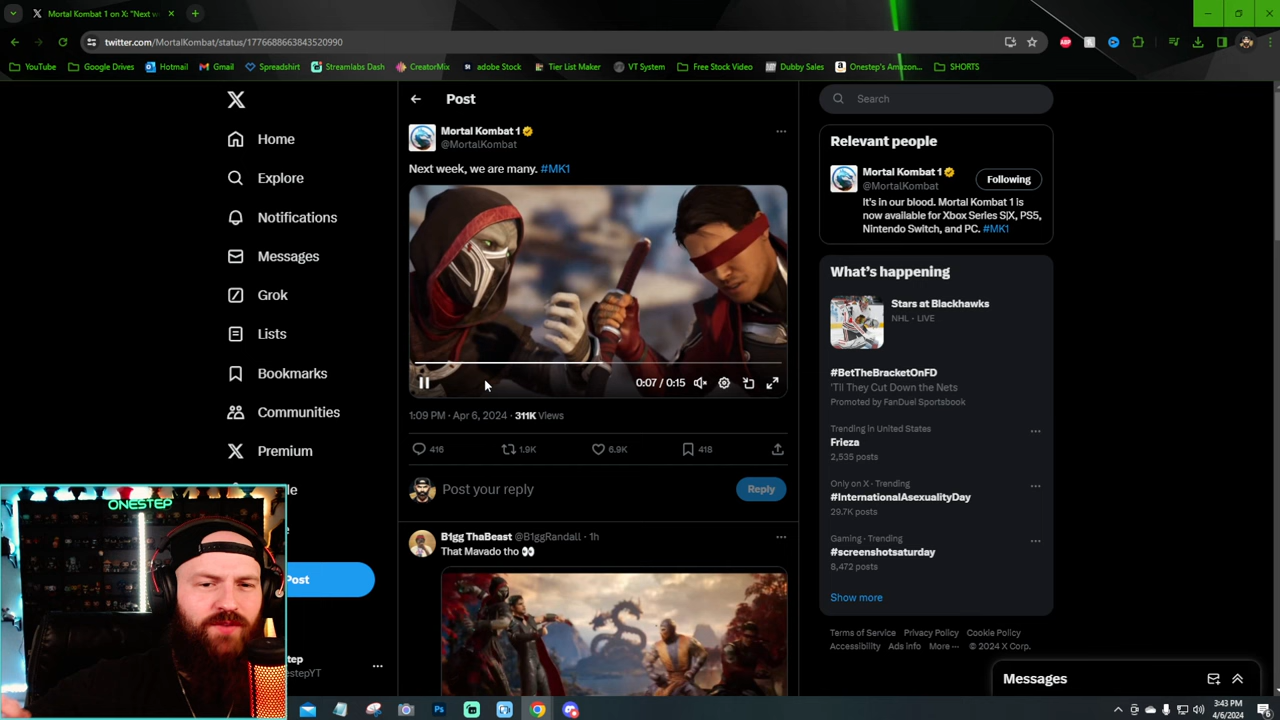 Mortal Kombat 1 on X: "Next w
twitter.com/MortalKombat/status/1776688663843520990
YouTube
Google Drives
Hotmail
Gmail
Spreadshirt
Streamlabs Dash
CreatorMix
adobe Stock
Tier List Maker
VT System
Free Stock Video
Dubby Sales
Onestep's Amazon...
SHORTS
Home
Explore
Notifications
Messages
Grok
Lists
Bookmarks
Communities
Premium
Post
ONESTEP
Post
Mortal Kombat 1
@MortalKombat
Next week, we are many. #MK1
0:07 / 0:15
1:09 PM · Apr 6, 2024 · 311K Views
416 1.9K 6.9K 418
Post your reply
Reply
B1gg ThaBeast @B1ggRandall · 1h
That Mavado tho 👀
Search
Relevant people
Mortal Kombat 1
@MortalKombat
Following
It's in our blood. Mortal Kombat 1 is
now available for Xbox Series S|X, PS5,
Nintendo Switch, and PC. #MK1
What's happening
Stars at Blackhawks
NHL · LIVE
#BetTheBracketOnFD
'Til They Cut Down the Nets
Promoted by FanDuel Sportsbook
Trending in United States
Frieza
2,535 posts
Only on X · Trending
#InternationalAsexualityDay
29.7K posts
Gaming · Trending
#screenshotsaturday
8,472 posts
Show more
Terms of Service Privacy Policy Cookie Policy
Accessibility Ads info More ··· © 2024 X Corp.
Messages
3:43 PM
4/6/2024